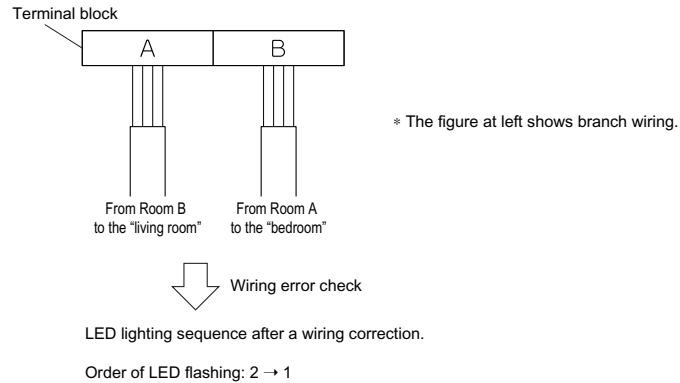 Terminal block
A B
∗ The figure at left shows branch wiring.
From Room B
to the “living room”
From Room A
to the “bedroom”
Wiring error check
LED lighting sequence after a wiring correction.
Order of LED flashing: 2 → 1